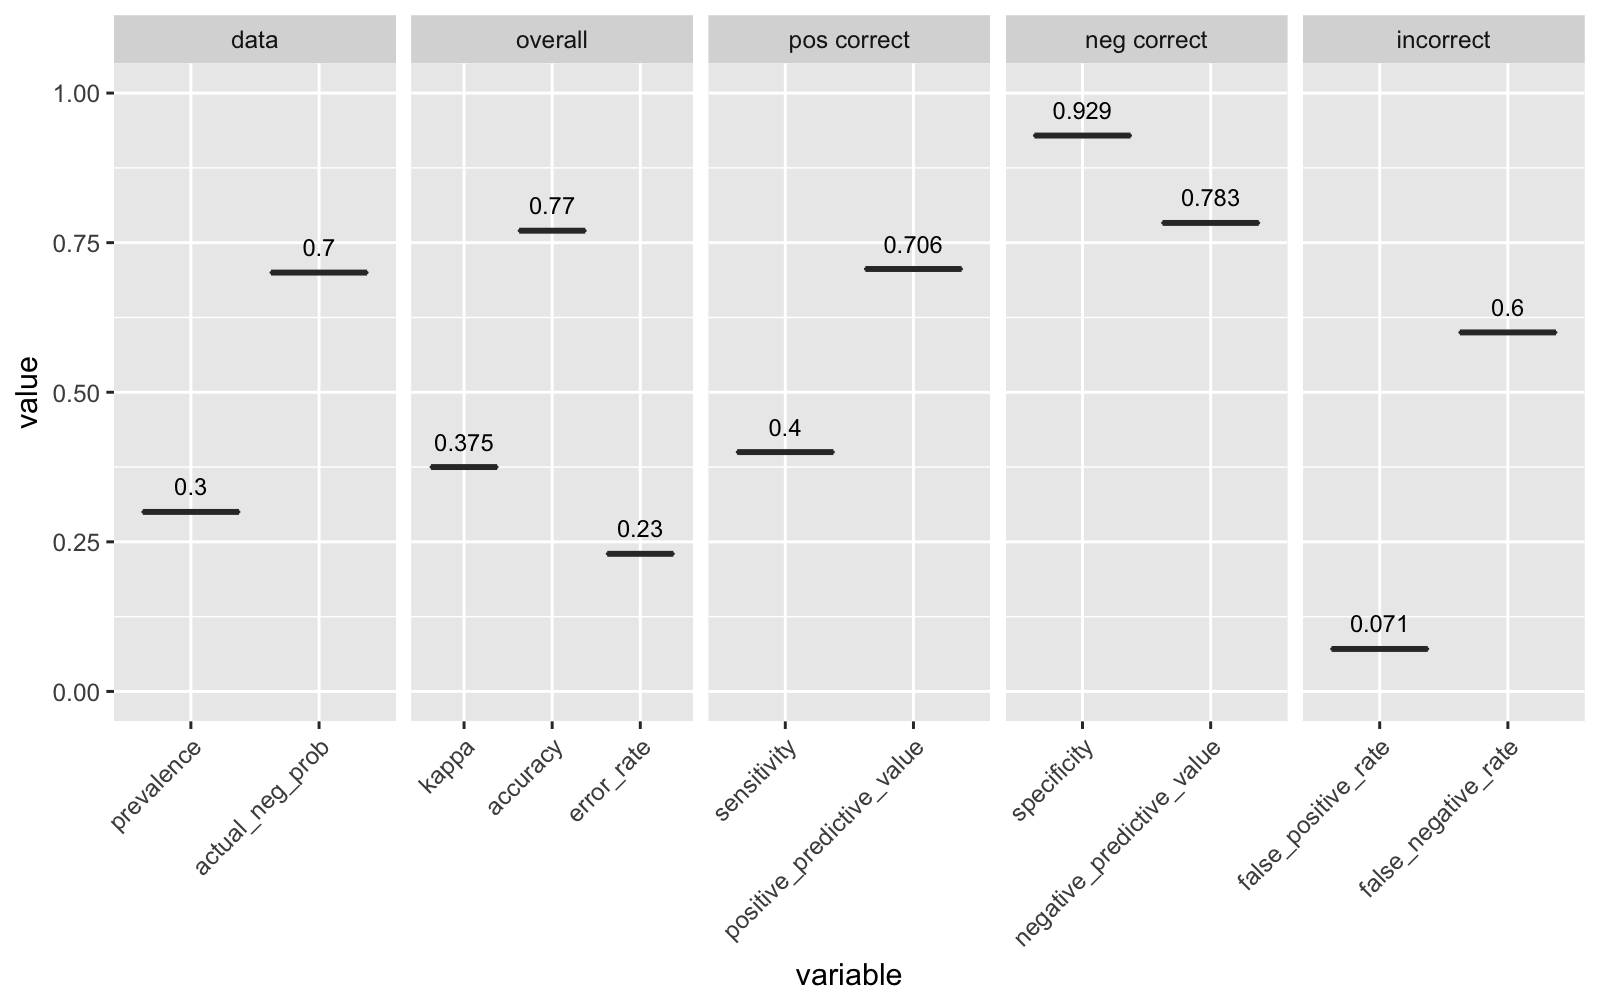 data
overall
pos correct
neg correct
incorrect
value
1.00
0.75
0.50
0.25
0.00
0.3
0.7
0.375
0.77
0.23
0.4
0.706
0.929
0.783
0.071
0.6
prevalence
actual_neg_prob
kappa
accuracy
error_rate
sensitivity
positive_predictive_value
specificity
negative_predictive_value
false_positive_rate
false_negative_rate
variable